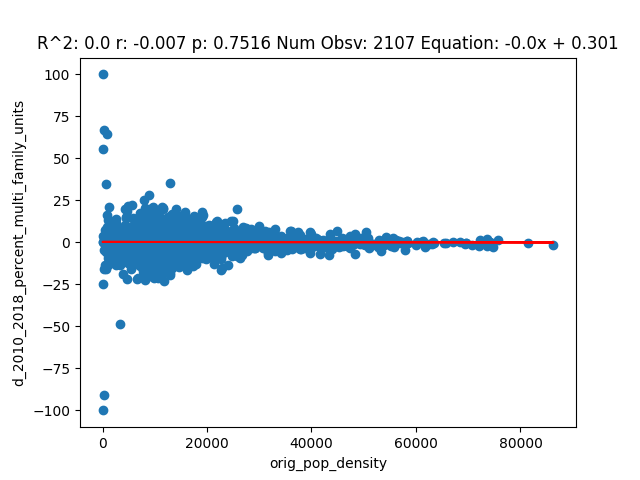 R^2: 0.0 r: -0.007 p: 0.7516 Num Obsv: 2107 Equation: -0.0x + 0.301
100
75
50
25
0
−25
−50
−75
−100
d_2010_2018_percent_multi_family_units
0 20000 40000 60000 80000
orig_pop_density